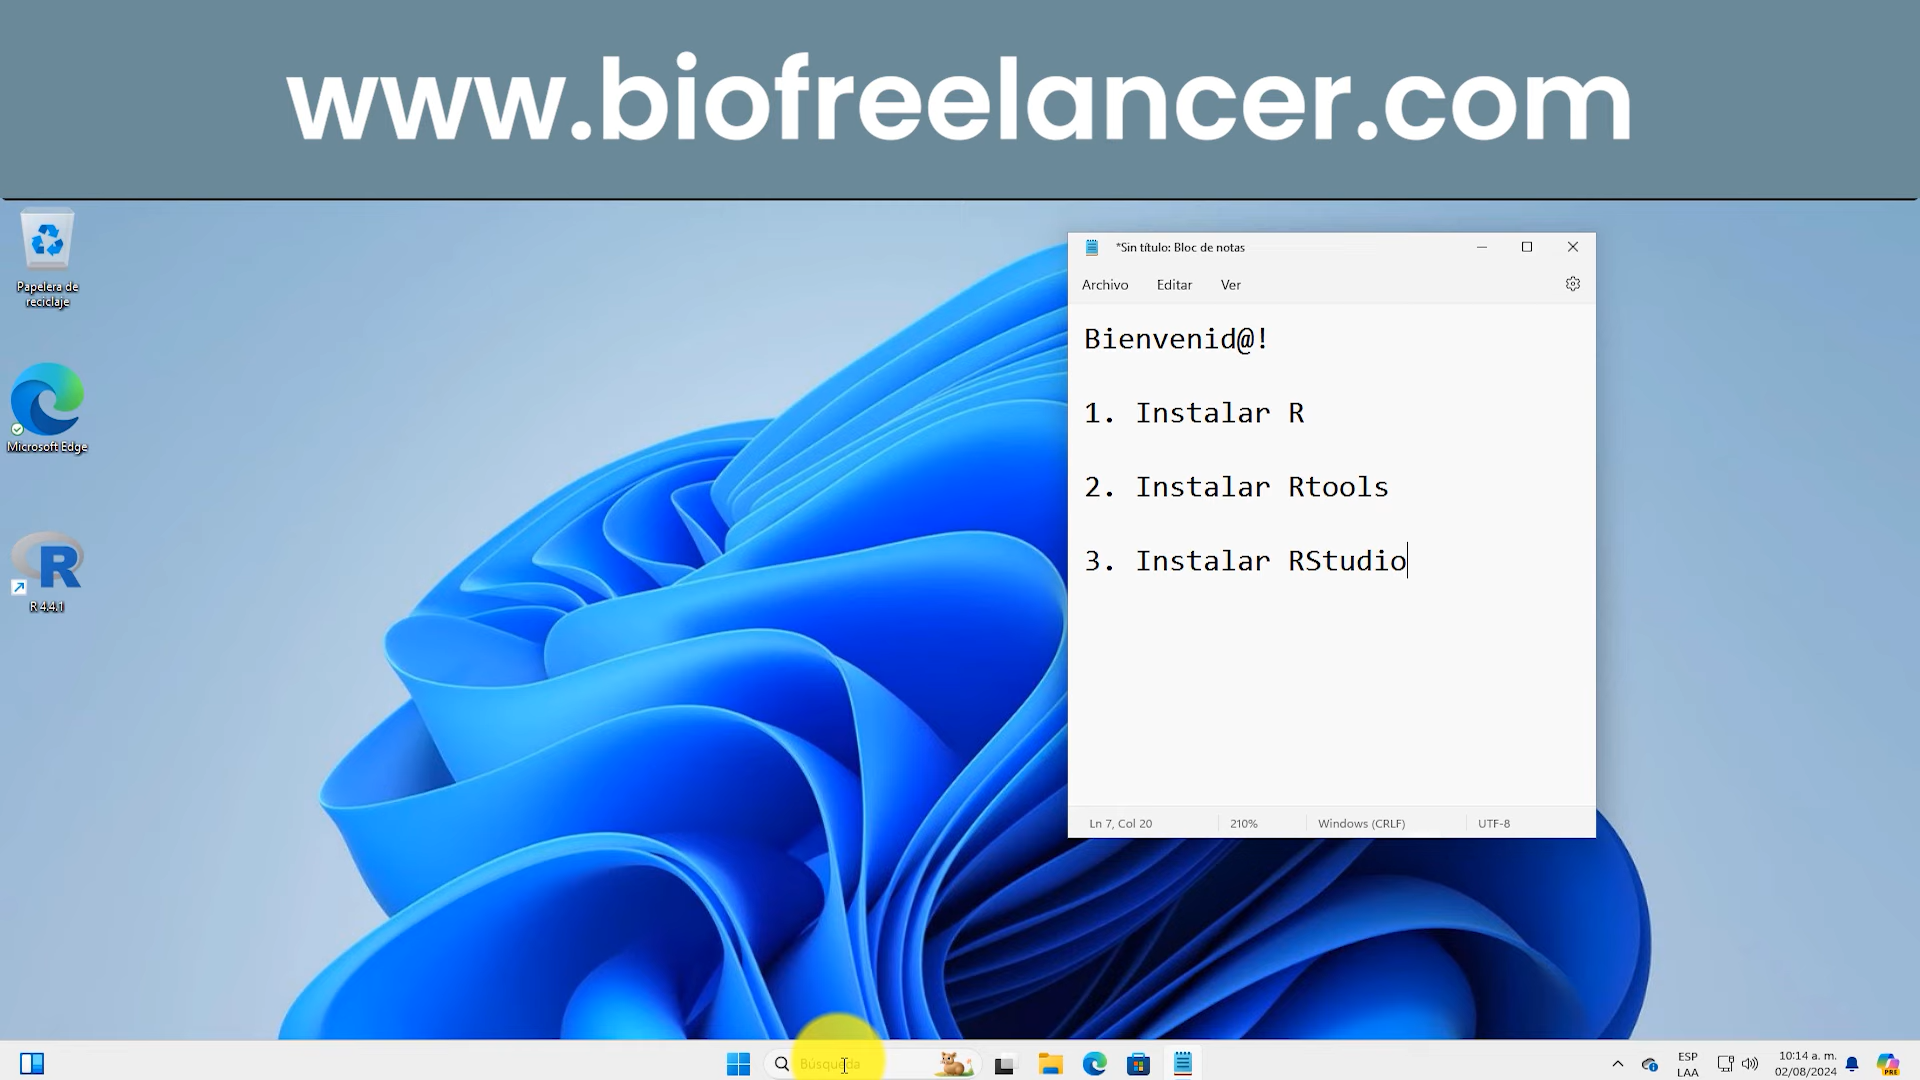 www.biofreelancer.com
Papelera de
reciclaje
Microsoft Edge
R 4.4.1
*Sin título: Bloc de notas
Archivo Editar Ver
Bienvenid@!
1. Instalar R
2. Instalar Rtools
3. Instalar RStudio
Ln 7, Col 20 210% Windows (CRLF) UTF-8
Búsqueda
ESP
LAA
10:14 a. m.
02/08/2024
PRE